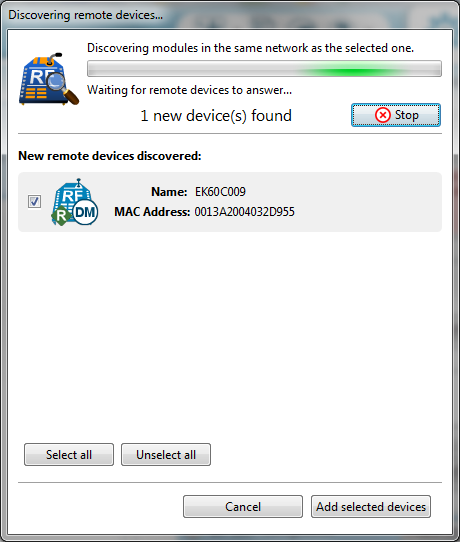 Discovering remote devices...
Discovering modules in the same network as the selected one.
RF
Waiting for remote devices to answer...
1 new device(s) found
Stop
New remote devices discovered:
RF
R DM
Name: EK60C009
MAC Address: 0013A2004032D955
Select all
Unselect all
Cancel
Add selected devices